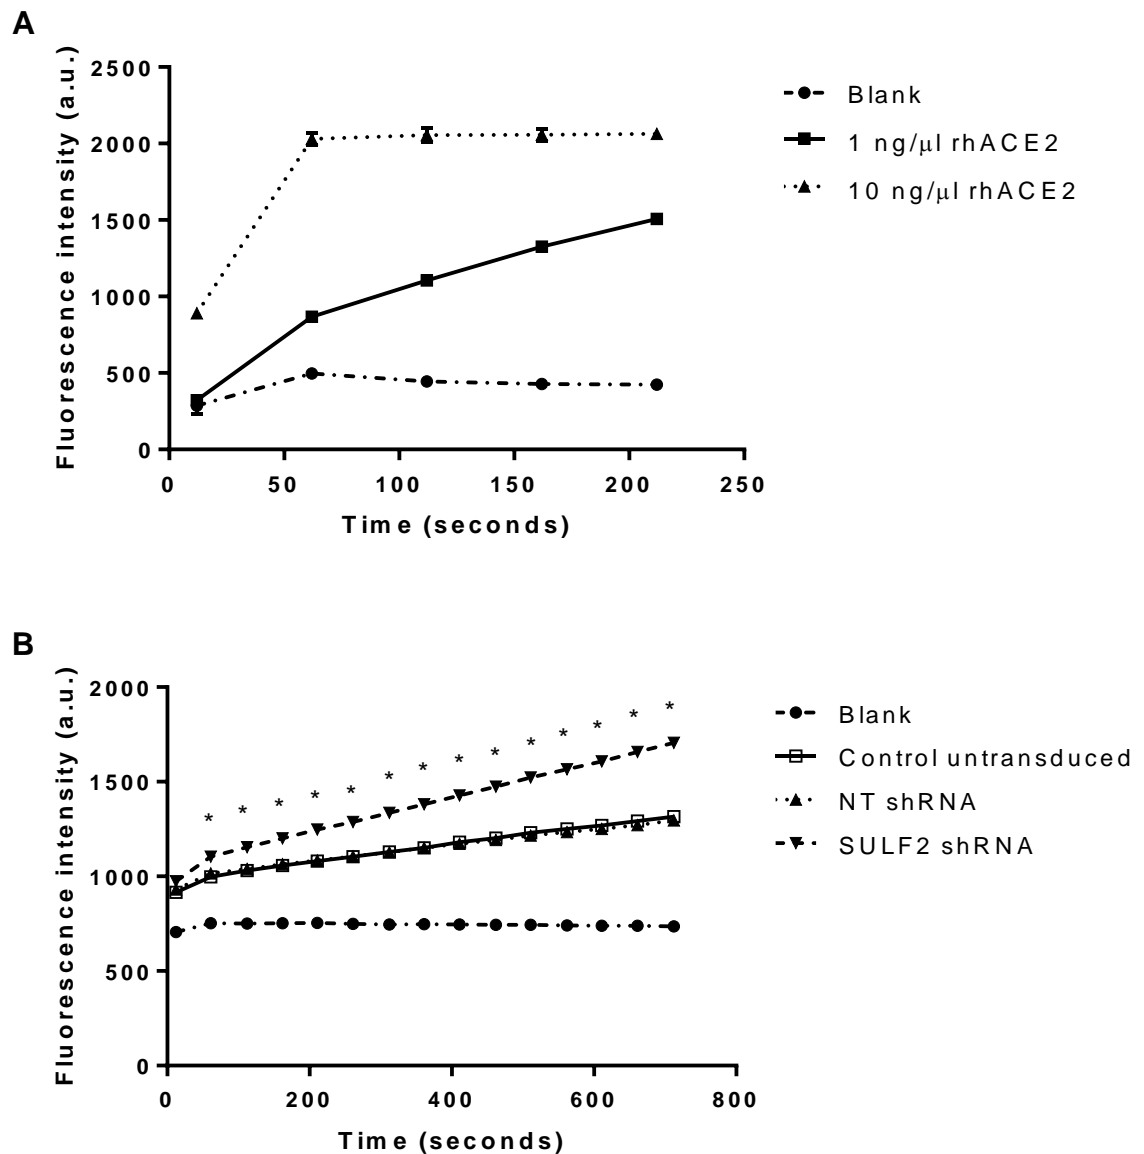 A
Fluorescence intensity (a.u.)
2500
2000
1500
1000
500
0
0 50 100 150 200 250
Time (seconds)
Blank
1 ng/μl rhACE2
10 ng/μl rhACE2
B
Fluorescence intensity (a.u.)
2000
1500
1000
500
0
* * * * * * * * * * * * * *
0 200 400 600 800
Time (seconds)
Blank
Control untransduced
NT shRNA
SULF2 shRNA